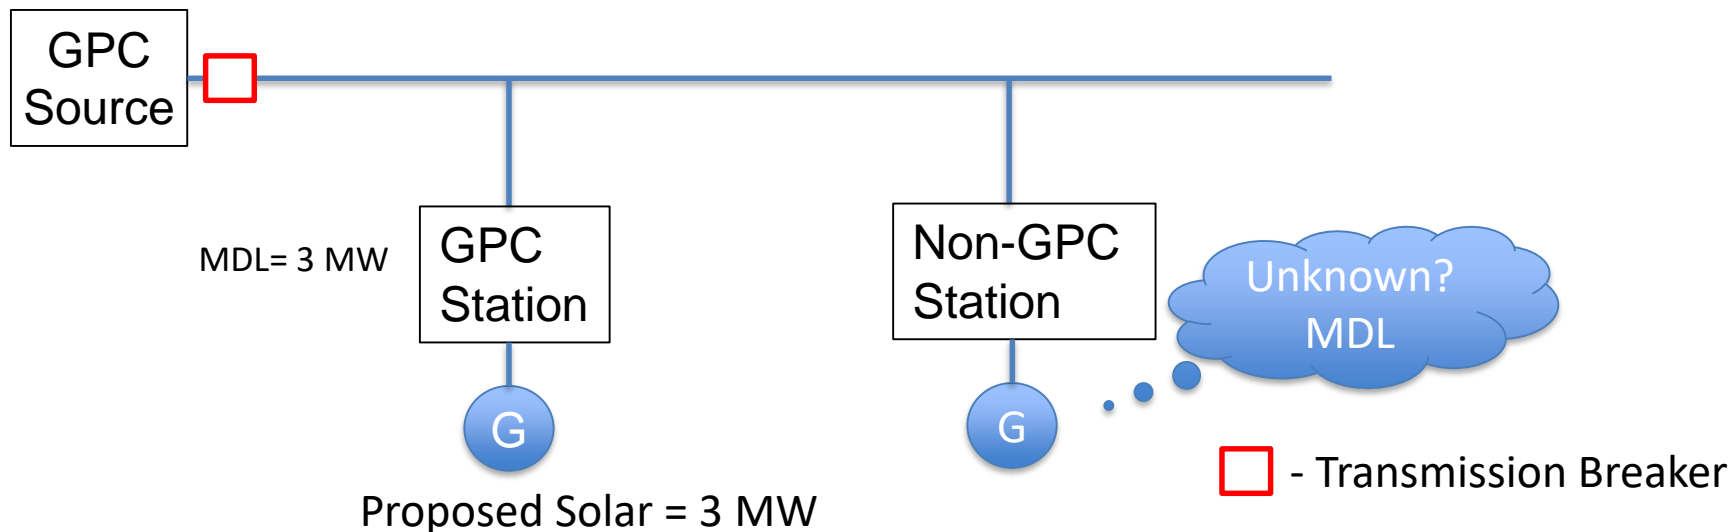 GPC
Source
MDL= 3 MW
GPC
Station
Non-GPC
Station
Unknown?
MDL
G
G
- Transmission Breaker
Proposed Solar = 3 MW